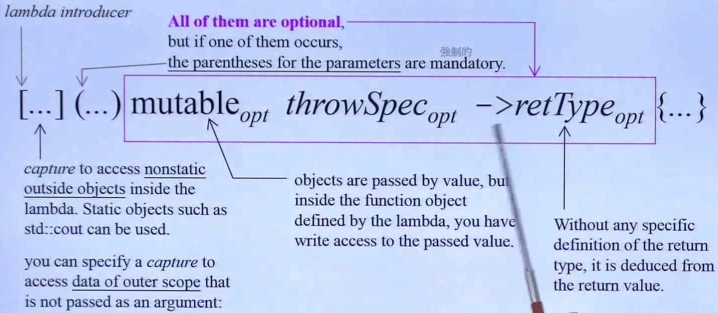 lambda introducer
All of them are optional,
but if one of them occurs,
強制的
the parentheses for the parameters are mandatory.
[...] (...) mutable opt throwSpec opt ->retType opt {...}
capture to access nonstatic
outside objects inside the
lambda. Static objects such as
std::cout can be used.
objects are passed by value, but
inside the function object
defined by the lambda, you have
write access to the passed value.
Without any specific
definition of the return
type, it is deduced from
the return value.
you can specify a capture to
access data of outer scope that
is not passed as an argument: